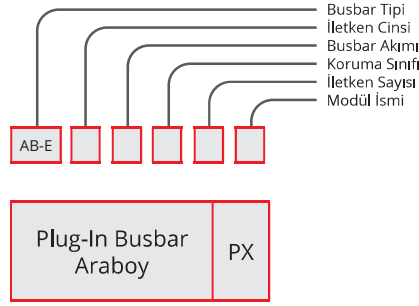 Busbar Tipi
İletken Cinsi
Busbar Akımı
Koruma Sınıfı
İletken Sayısı
Modül İsmi
AB-E
Plug-In Busbar
Araboy
PX